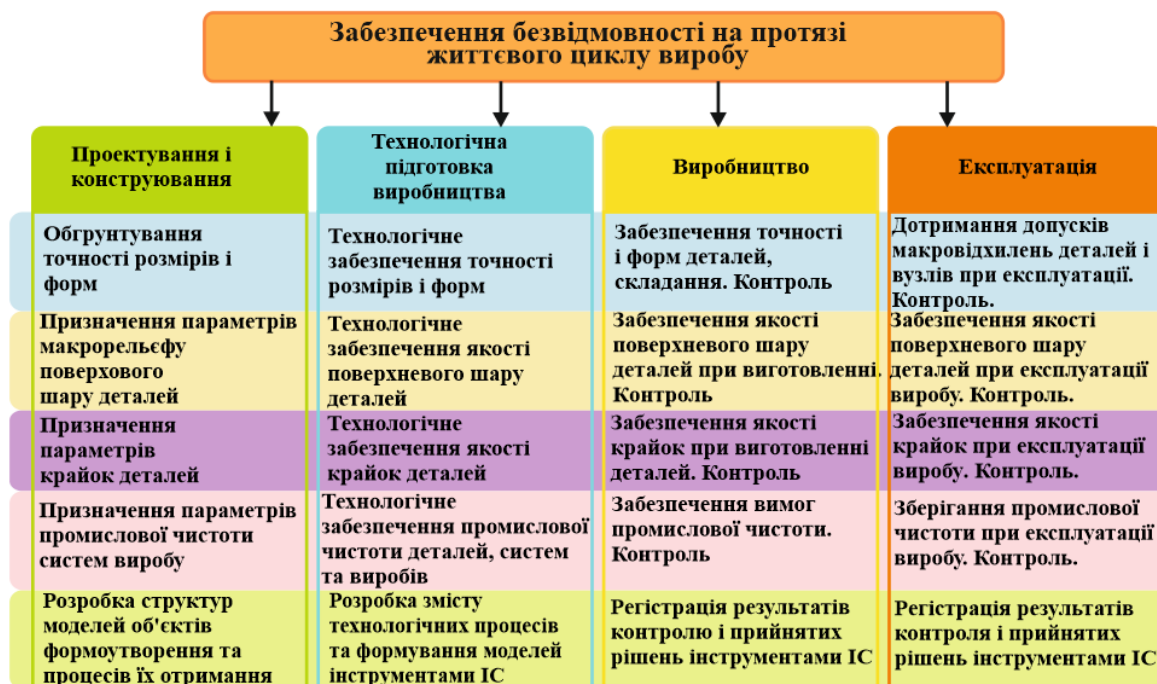 Забезпечення безвідмовності на протязі
життєвого циклу виробу
Проектування і
конструювання
Технологічна
підготовка
виробництва
Виробництво
Експлуатація
Обгрунтування
точності розмірів і
форм
Технологічне
забезпечення точності
розмірів і форм
Забезпечення точності
і форм деталей,
складання. Контроль
Дотримання допусків
макровідхилень деталей і
вузлів при експлуатації.
Контроль.
Призначення параметрів
макрорельєфу
поверхового
шару деталей
Технологічне
забезпечення якості
поверхневого шару
деталей
Забезпечення якості
поверхневого шару
деталей при виготовленні.
Контроль
Забезпечення якості
поверхневого шару
деталей при експлуатації
виробу. Контроль.
Призначення
параметрів
крайок деталей
Технологічне
забезпечення якості
крайок деталей
Забезпечення якості
крайок при виготовленні
деталей. Контроль
Забезпечення якості
крайок при експлуатації
виробу. Контроль.
Призначення параметрів
промислової чистоти
систем виробу
Технологічне
забезпечення промислової
чистоти деталей, систем
та виробів
Забезпечення вимог
промислової чистоти.
Контроль
Зберігання промислової
чистоти при експлуатації
виробу. Контроль.
Розробка структур
моделей об'єктів
формоутворення та
процесів їх отримання
Розробка змісту
технологічних процесів
та формування моделей
інструментами ІС
Регістрація результатів
контролю і прийнятих
рішень інструментами ІС
Регістрація результатів
контроля і прийнятих
рішень інструментами ІС